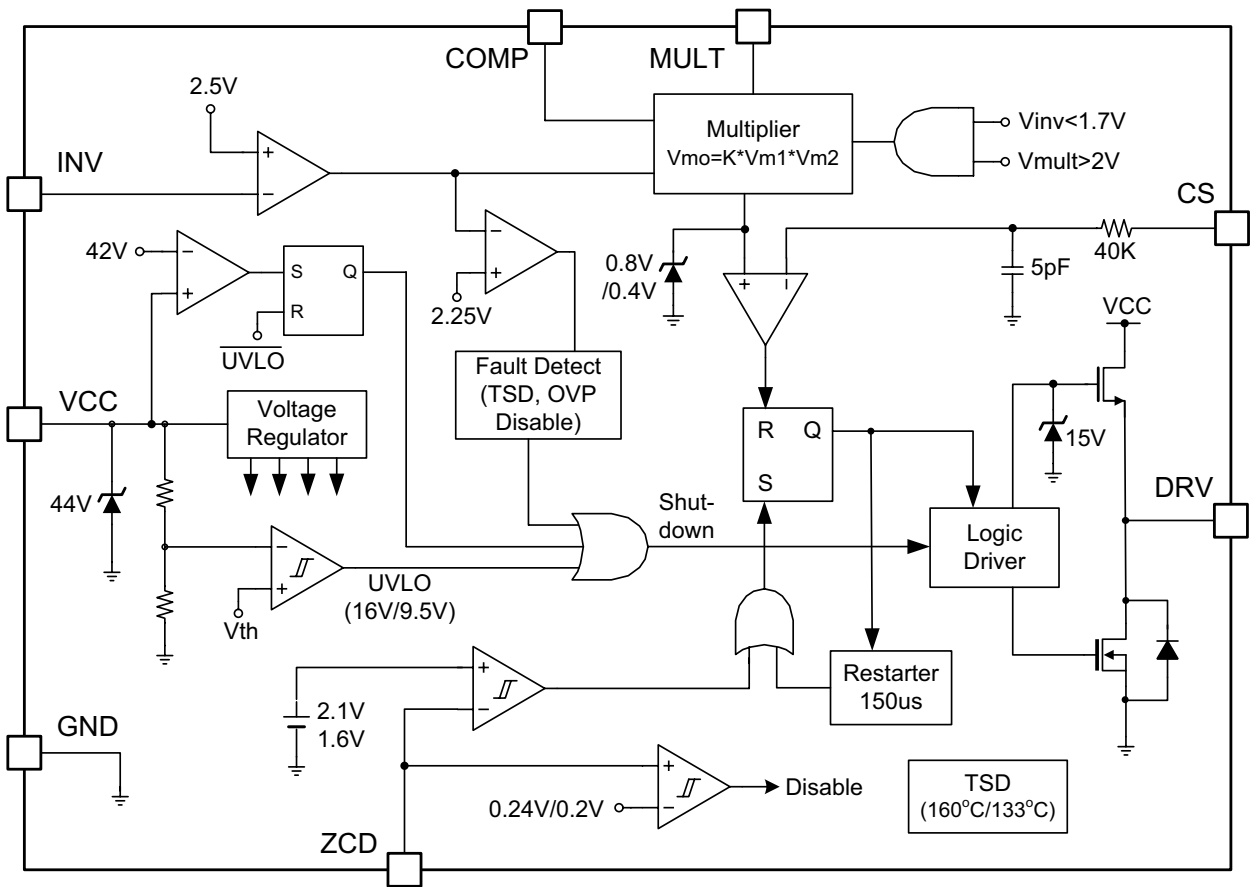 COMP
MULT
2.5V
Multiplier
Vmo=K*Vm1*Vm2
Vinv<1.7V
Vmult>2V
INV
+
−
CS
42V
−
+
S
Q
R
UVLO
−
+
2.25V
0.8V
/0.4V
+
−
40K
5pF
VCC
Fault Detect
(TSD, OVP
Disable)
VCC
Voltage
Regulator
R
Q
S
15V
44V
DRV
Shut-
down
Logic
Driver
−
+
Vth
UVLO
(16V/9.5V)
+
−
2.1V
1.6V
Restarter
150us
GND
+
−
0.24V/0.2V
Disable
TSD
(160°C/133°C)
ZCD